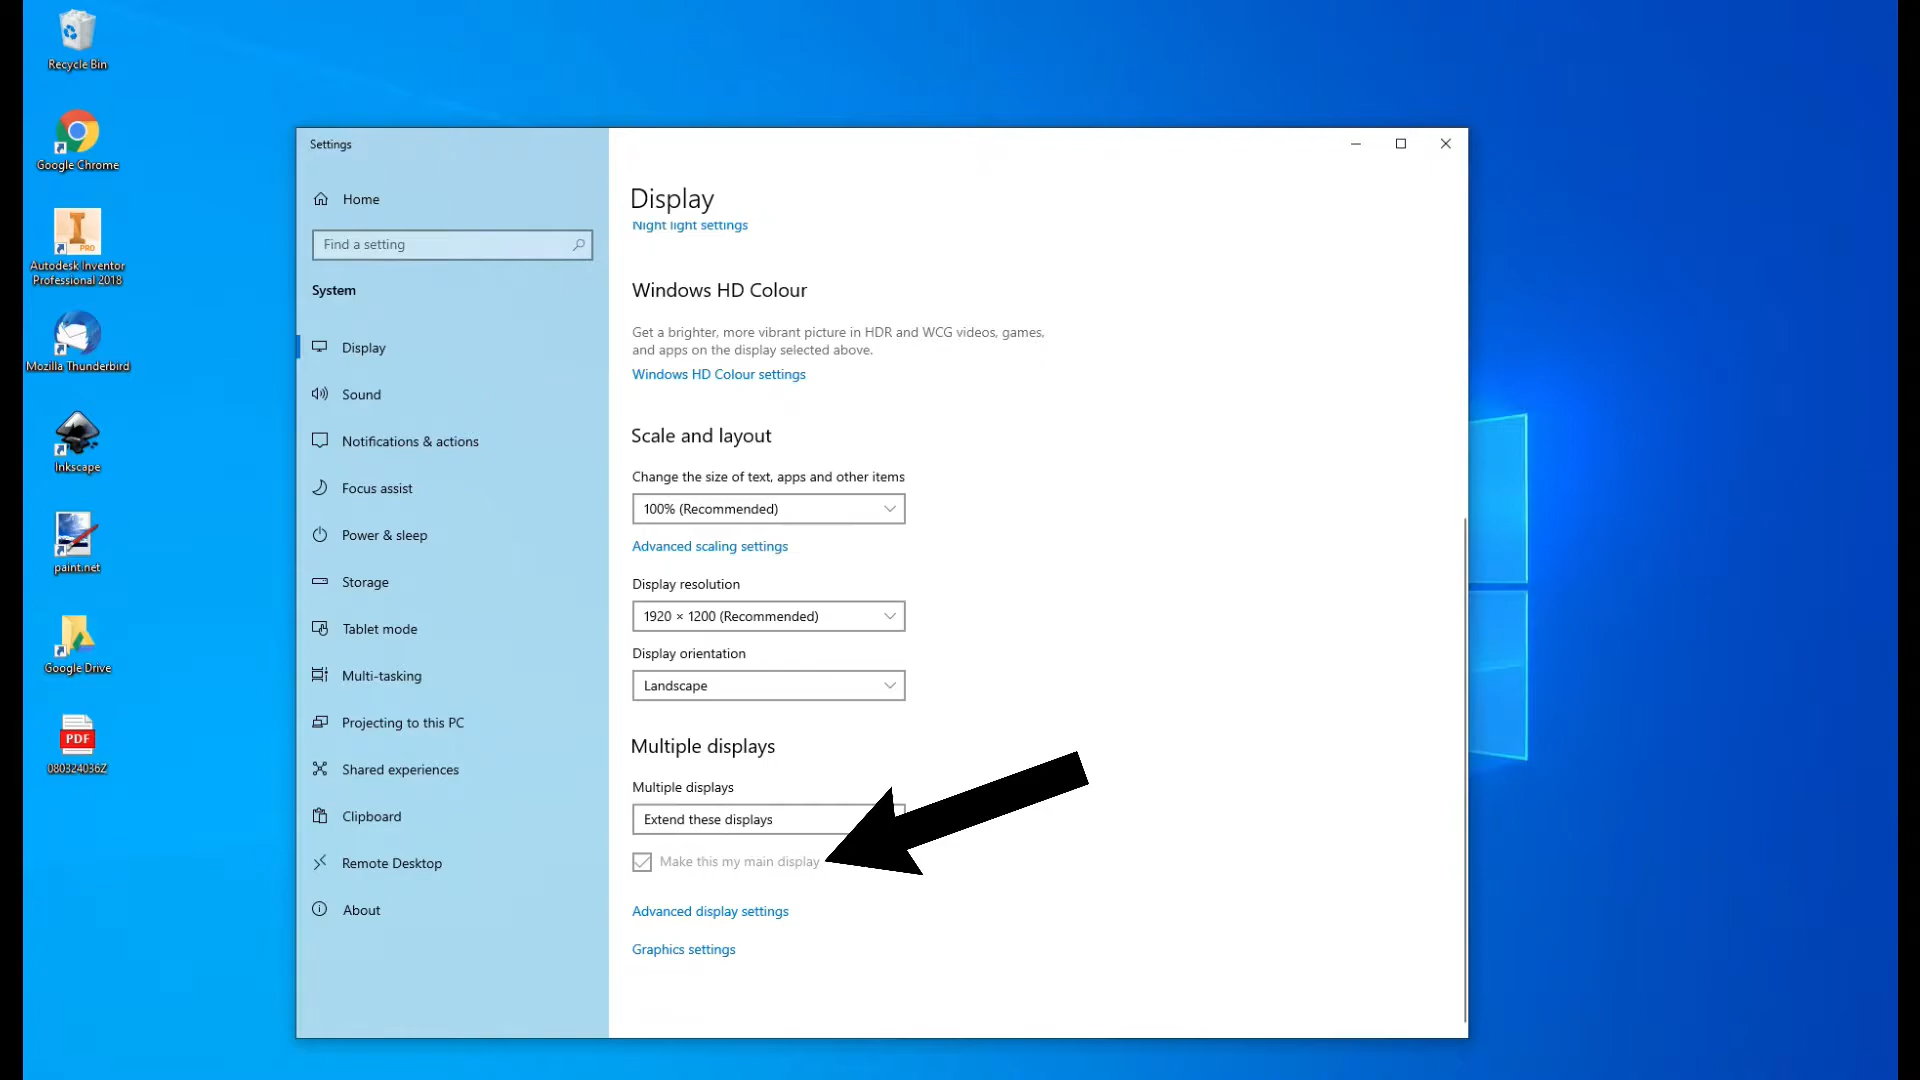 Recycle Bin
Google Chrome
I
PRO
Autodesk Inventor
Professional 2018
Mozilla Thunderbird
Inkscape
paint.net
Google Drive
PDF
080324036Z
Settings
Home
Find a setting
System
Display
Sound
Notifications & actions
Focus assist
Power & sleep
Storage
Tablet mode
Multi-tasking
Projecting to this PC
Shared experiences
Clipboard
Remote Desktop
About
Display
Night light settings
Windows HD Colour
Get a brighter, more vibrant picture in HDR and WCG videos, games,
and apps on the display selected above.
Windows HD Colour settings
Scale and layout
Change the size of text, apps and other items
100% (Recommended)
Advanced scaling settings
Display resolution
1920 × 1200 (Recommended)
Display orientation
Landscape
Multiple displays
Multiple displays
Extend these displays
Make this my main display
Advanced display settings
Graphics settings